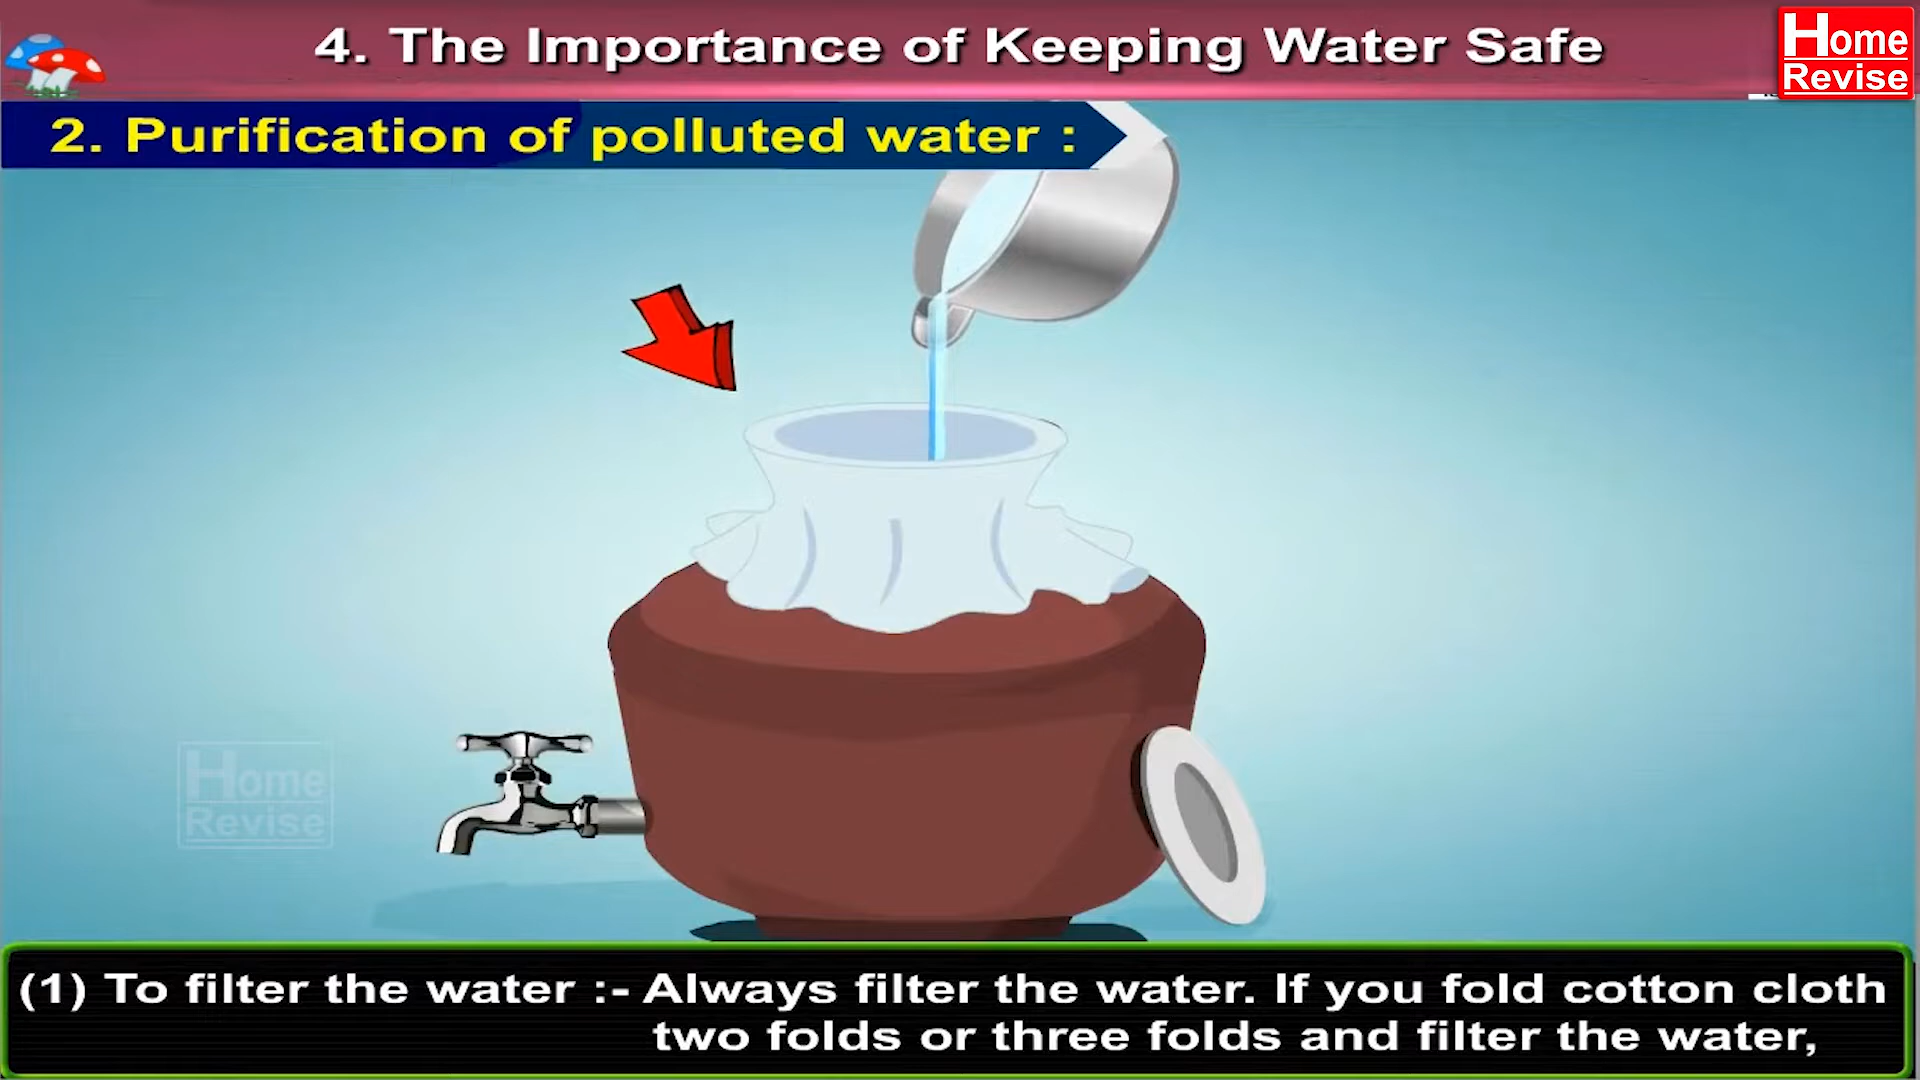 4. The Importance of Keeping Water Safe
Home
Revise
2. Purification of polluted water :
Home
Revise
(1) To filter the water :- Always filter the water. If you fold cotton cloth
two folds or three folds and filter the water,